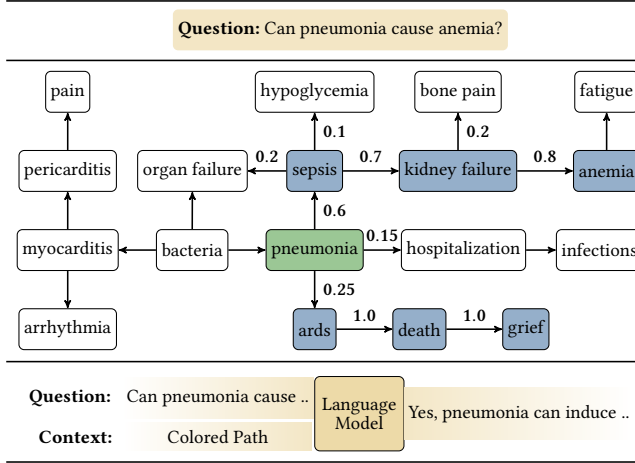 Question: Can pneumonia cause anemia?
pain hypoglycemia bone pain fatigue
0.1 0.2
pericarditis organ failure 0.2 sepsis 0.7 kidney failure 0.8 anemia
0.6
myocarditis bacteria pneumonia 0.15 hospitalization infections
0.25
arrhythmia ards 1.0 death 1.0 grief
Question: Can pneumonia cause ..
Context: Colored Path
Language
Model
Yes, pneumonia can induce ..